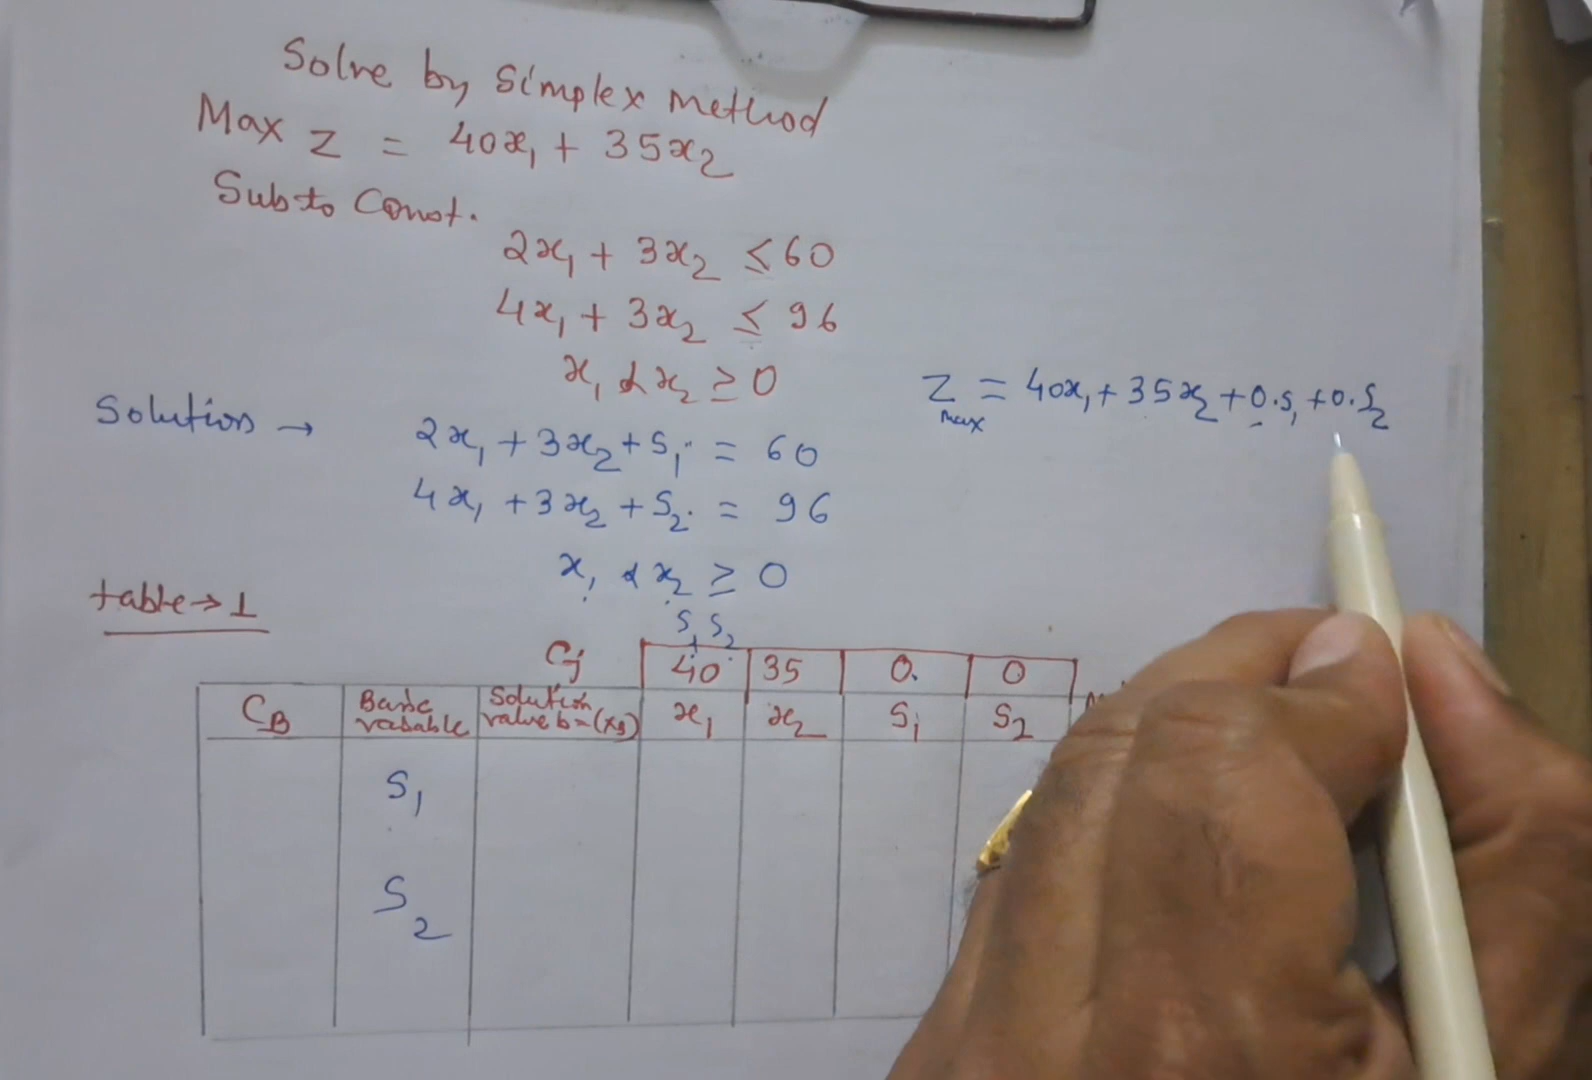 Solve by Simplex Method
Max Z = 40x₁ + 35x₂
Sub to Const.
2x₁ + 3x₂ ≤ 60
4x₁ + 3x₂ ≤ 96
x₁ & x₂ ≥ 0
Z max = 40x₁ + 35x₂ + 0.s₁ + 0.S₂
Solution → 2x₁ + 3x₂ + S₁ = 60
4x₁ + 3x₂ + S₂ = 96
x₁ & x₂ ≥ 0
S₁ S₂
table → 1
Cj 40 35 0. 0
CB Basic variable Solution value b=(XB) x₁ x₂ S₁ S₂
S₁
S₂